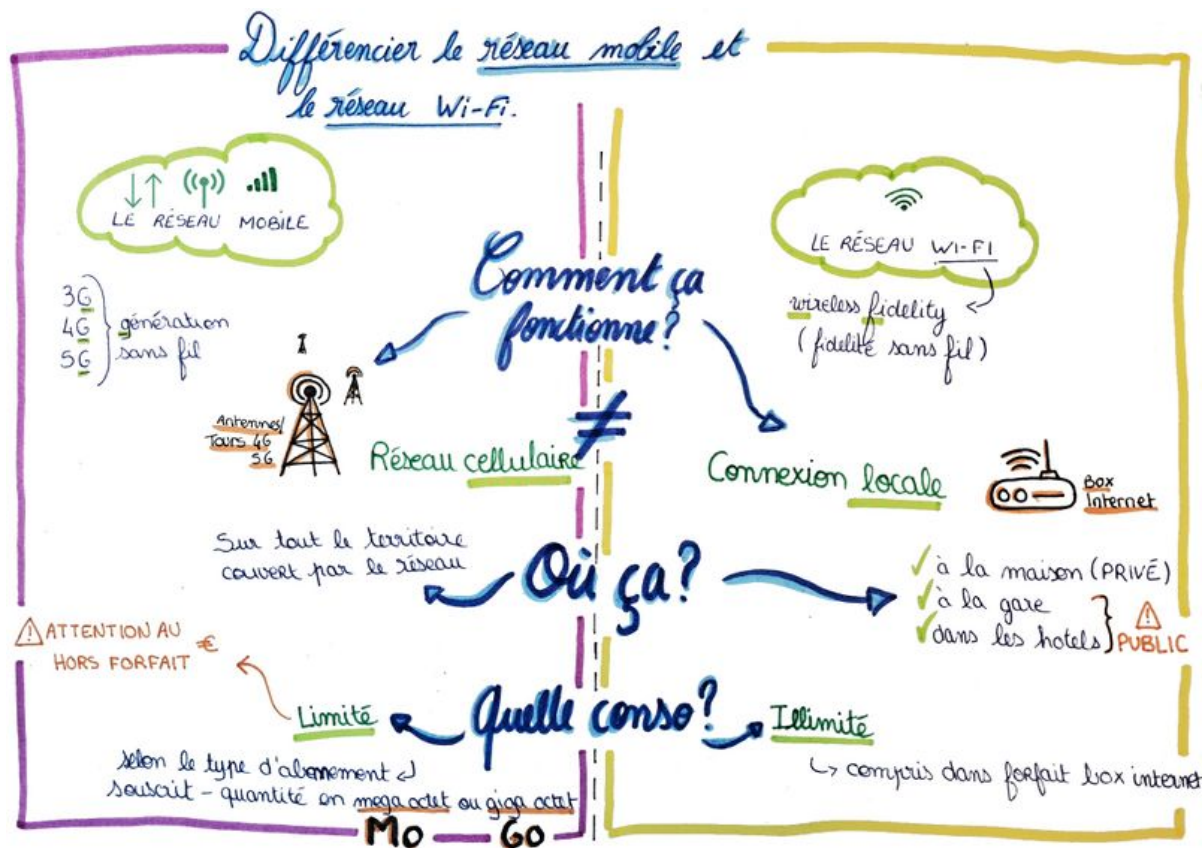 Différencier le réseau mobile et
le réseau Wi-Fi.
LE RÉSEAU MOBILE
3G
4G
5G
génération
sans fil
Antennes/
Tours 4G
5G
Réseau cellulaire
Comment ça
fonctionne?
≠
LE RÉSEAU WI-FI
wireless fidelity
(fidelité sans fil)
Connexion locale
Box
Internet
Où ça?
Sur tout le territoire
couvert par le réseau
à la maison (PRIVÉ)
à la gare
dans les hotels
PUBLIC
Quelle conso?
Limité
ATTENTION AU
HORS FORFAIT €
selon le type d'abonnement
souscrit - quantité en mega octet ou giga octet
Mo Go
Illimité
compris dans forfait box internet